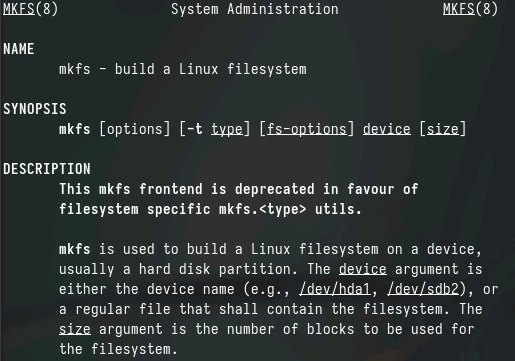 MKFS(8) System Administration MKFS(8)
NAME
mkfs - build a Linux filesystem
SYNOPSIS
mkfs [options] [-t type] [fs-options] device [size]
DESCRIPTION
This mkfs frontend is deprecated in favour of
filesystem specific mkfs.<type> utils.
mkfs is used to build a Linux filesystem on a device,
usually a hard disk partition. The device argument is
either the device name (e.g., /dev/hda1, /dev/sdb2), or
a regular file that shall contain the filesystem. The
size argument is the number of blocks to be used for
the filesystem.